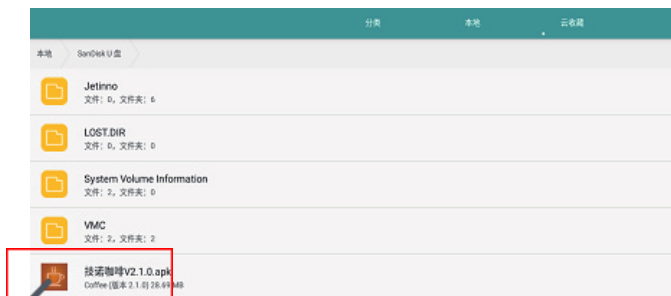 分类 本地 云收藏
本地 SanDisk U 盘
Jetinno
文件: 0, 文件夹: 6
LOST.DIR
文件: 0, 文件夹: 0
System Volume Information
文件: 2, 文件夹: 0
VMC
文件: 2, 文件夹: 2
技诺咖啡V2.1.0.apk
Coffee (版本 2.1.0) 28.69 MB